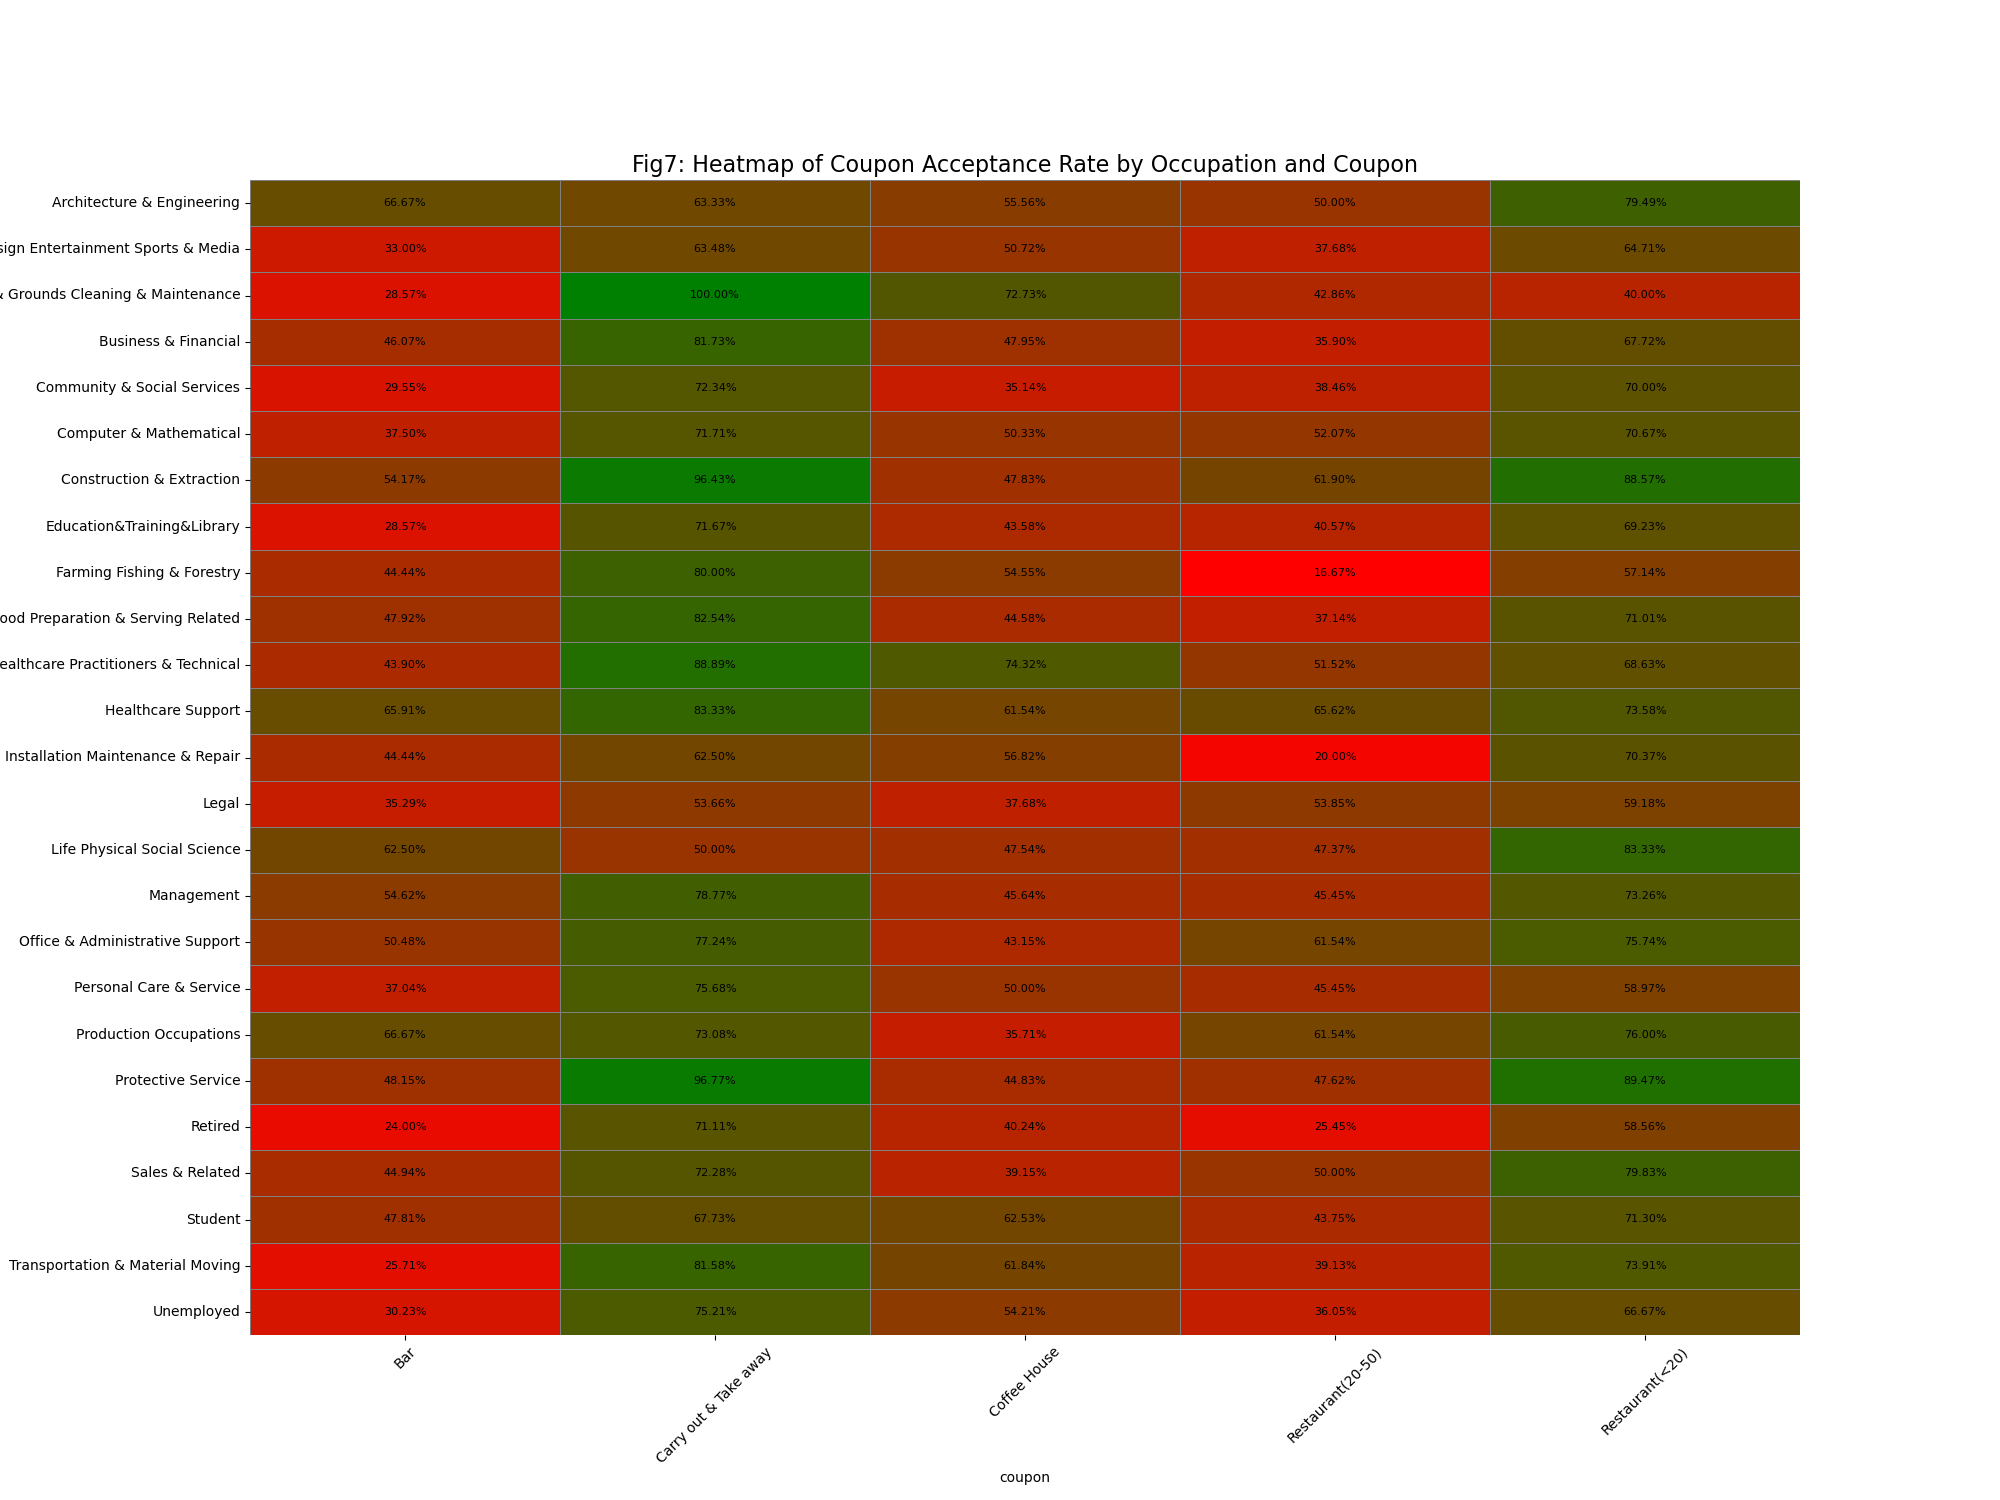 Fig7: Heatmap of Coupon Acceptance Rate by Occupation and Coupon
Architecture & Engineering 66.67% 63.33% 55.56% 50.00% 79.49%
Entertainment Sports & Media 33.00% 63.48% 50.72% 37.68% 64.71%
& Grounds Cleaning & Maintenance 28.57% 100.00% 72.73% 42.86% 40.00%
Business & Financial 46.07% 81.73% 47.95% 35.90% 67.72%
Community & Social Services 29.55% 72.34% 35.14% 38.46% 70.00%
Computer & Mathematical 37.50% 71.71% 50.33% 52.07% 70.67%
Construction & Extraction 54.17% 96.43% 47.83% 61.90% 88.57%
Education&Training&Library 28.57% 71.67% 43.58% 40.57% 69.23%
Farming Fishing & Forestry 44.44% 80.00% 54.55% 16.67% 57.14%
Preparation & Serving Related 47.92% 82.54% 44.58% 37.14% 71.01%
Practitioners & Technical 43.90% 88.89% 74.32% 51.52% 68.63%
Healthcare Support 65.91% 83.33% 61.54% 65.62% 73.58%
Installation Maintenance & Repair 44.44% 62.50% 56.82% 20.00% 70.37%
Legal 35.29% 53.66% 37.68% 53.85% 59.18%
Life Physical Social Science 62.50% 50.00% 47.54% 47.37% 83.33%
Management 54.62% 78.77% 45.64% 45.45% 73.26%
Office & Administrative Support 50.48% 77.24% 43.15% 61.54% 75.74%
Personal Care & Service 37.04% 75.68% 50.00% 45.45% 58.97%
Production Occupations 66.67% 73.08% 35.71% 61.54% 76.00%
Protective Service 48.15% 96.77% 44.83% 47.62% 89.47%
Retired 24.00% 71.11% 40.24% 25.45% 58.56%
Sales & Related 44.94% 72.28% 39.15% 50.00% 79.83%
Student 47.81% 67.73% 62.53% 43.75% 71.30%
Transportation & Material Moving 25.71% 81.58% 61.84% 39.13% 73.91%
Unemployed 30.23% 75.21% 54.21% 36.05% 66.67%
Bar
Carry out & Take away
Coffee House
Restaurant(20-50)
Restaurant(<20)
coupon